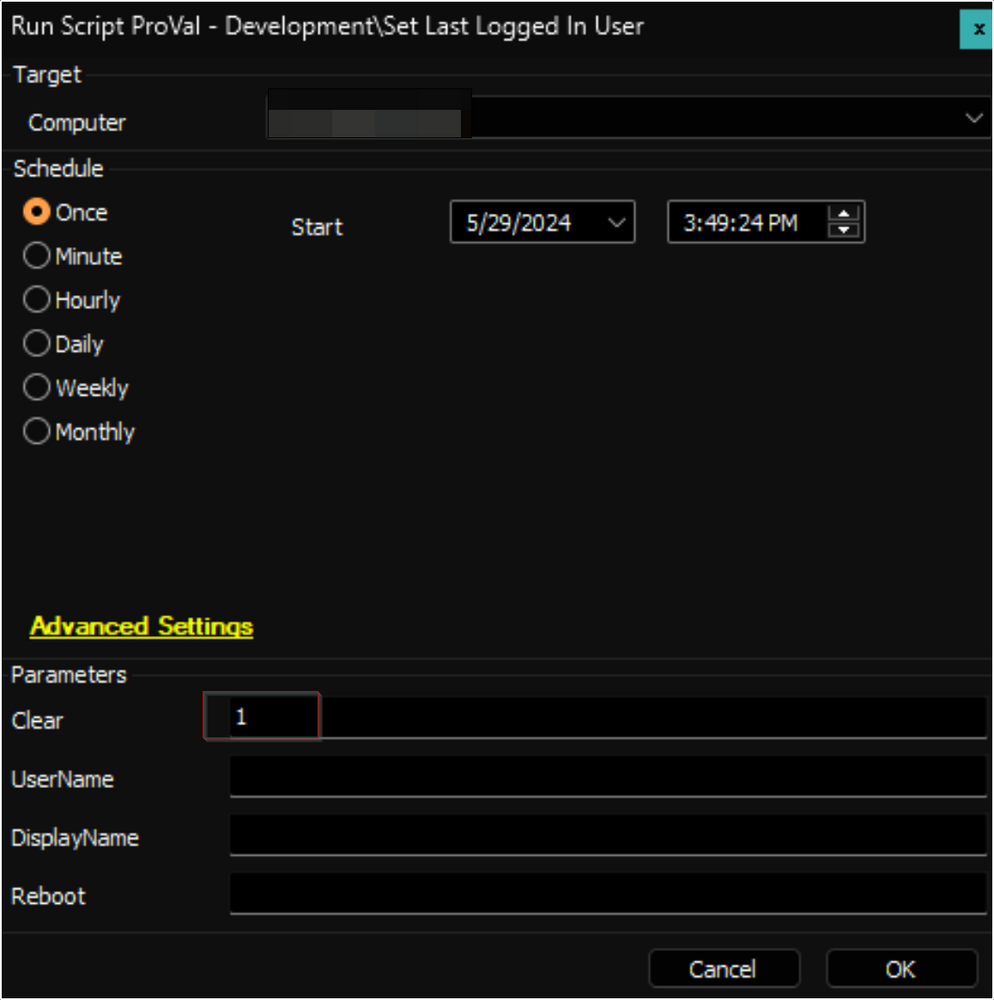 Run Script ProVal - Development\Set Last Logged In User
x
Target
Computer
Schedule
Once
Start
5/29/2024
3:49:24 PM
Minute
Hourly
Daily
Weekly
Monthly
Advanced Settings
Parameters
Clear
1
UserName
DisplayName
Reboot
Cancel
OK